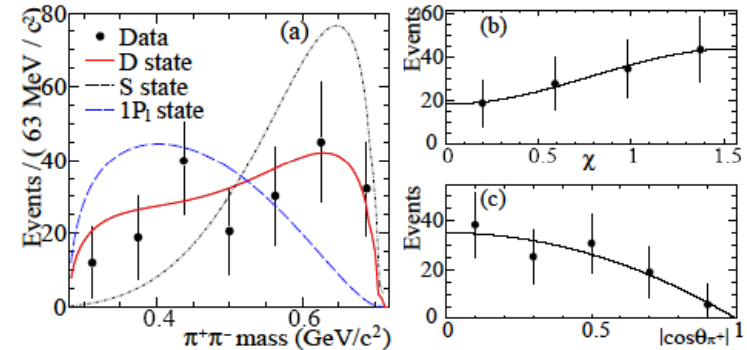 80
60
40
20
0
Events / ( 63 MeV / c²)
(a)
Data
D state
S state
1P₁ state
0.4 0.6
π⁺π⁻ mass (GeV/c²)
60
40
20
0
Events
(b)
0 0.5 1 1.5
χ
40
20
0
Events
(c)
0 0.5 1
|cosθπ⁺|